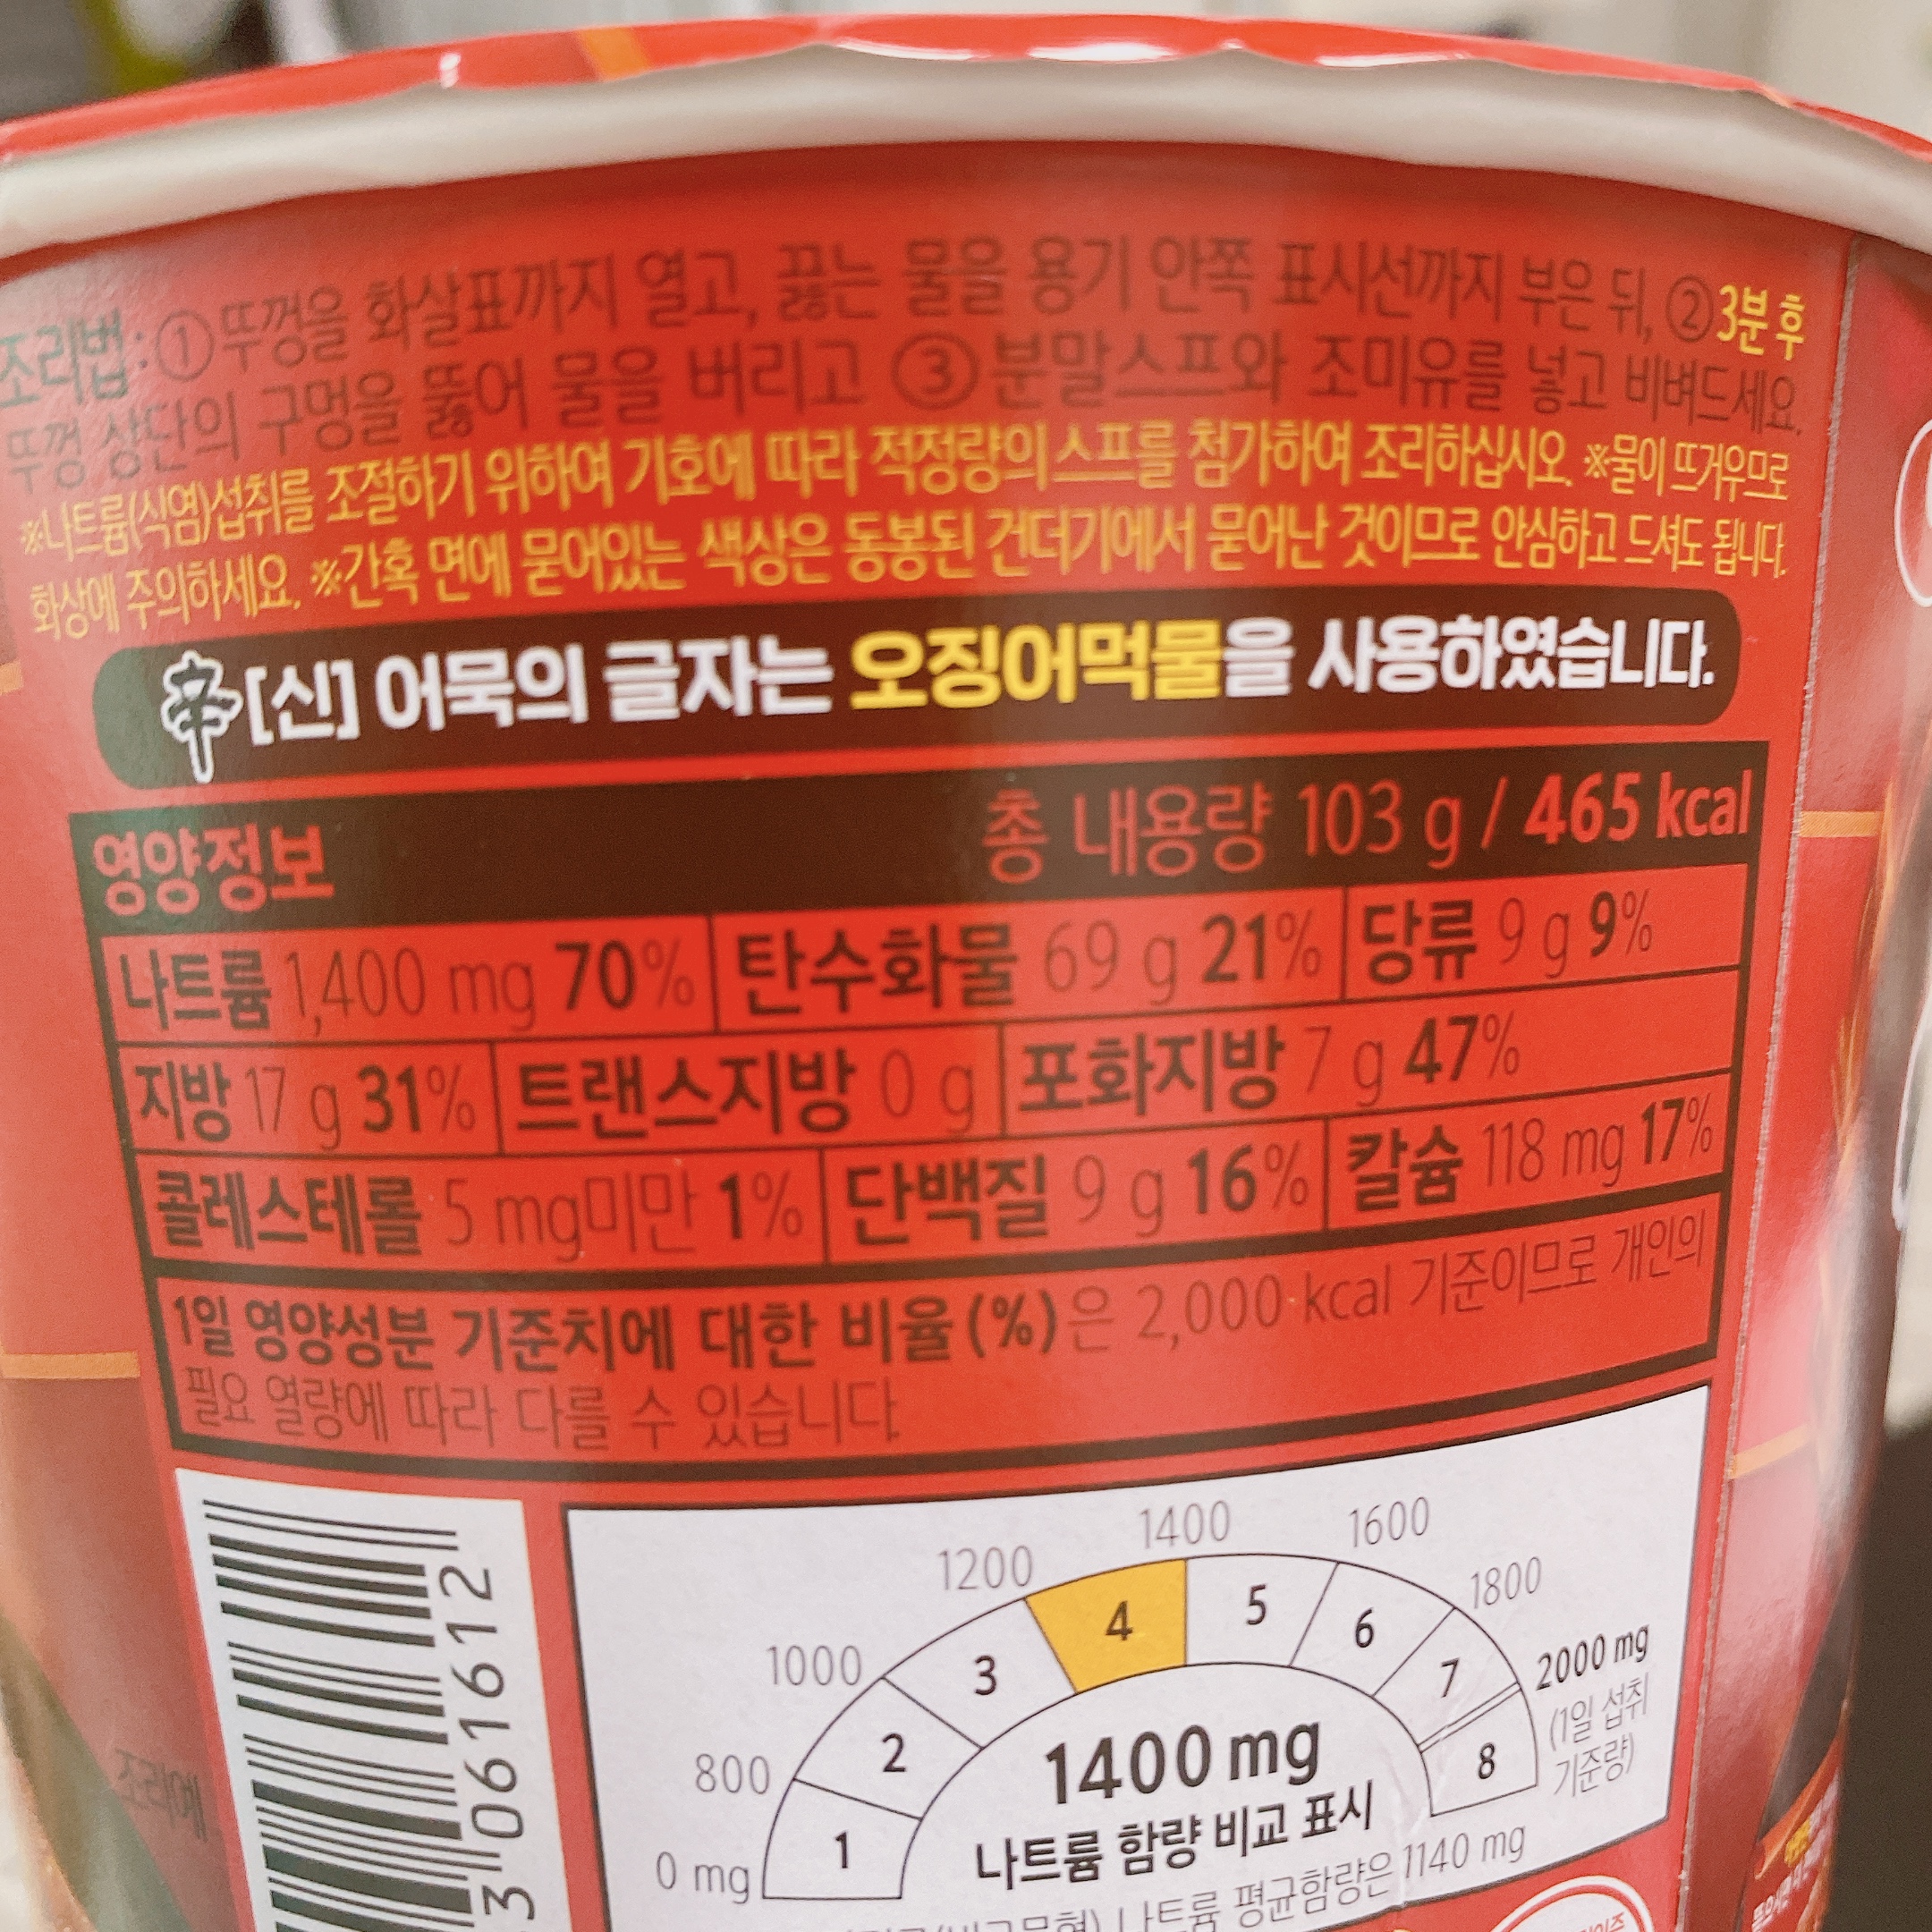 조리법:①뚜껑을 화살표까지 열고, 끓는 물을 용기 안쪽 표시선까지 부은 뒤, ②3분 후
뚜껑 상단의 구멍을 뚫어 물을 버리고 ③분말스프와 조미유를 넣고 비벼드세요.
※나트륨(식염)섭취를 조절하기 위하여 기호에 따라 적정량의 스프를 첨가하여 조리하십시오. ※물이 뜨거우므로
화상에 주의하세요. ※간혹 면에 묻어있는 색상은 동봉된 건더기에서 묻어난 것이므로 안심하고 드셔도 됩니다.
辛[신] 어묵의 글자는 오징어먹물을 사용하였습니다.
영양정보 총 내용량 103 g / 465 kcal
나트륨 1,400 mg 70% 탄수화물 69 g 21% 당류 9 g 9%
지방 17 g 31% 트랜스지방 0 g 포화지방 7 g 47%
콜레스테롤 5 mg미만 1% 단백질 9 g 16% 칼슘 118 mg 17%
1일 영양성분 기준치에 대한 비율(%)은 2,000 kcal 기준이므로 개인의
필요 열량에 따라 다를 수 있습니다.
조리예
3 061612
0 mg
800
1000
1200
1400
1600
1800
2000 mg
(1일 섭취
기준량)
1
2
3
4
5
6
7
8
1400 mg
나트륨 함량 비교 표시
나트륨 평균함량은 1140 mg